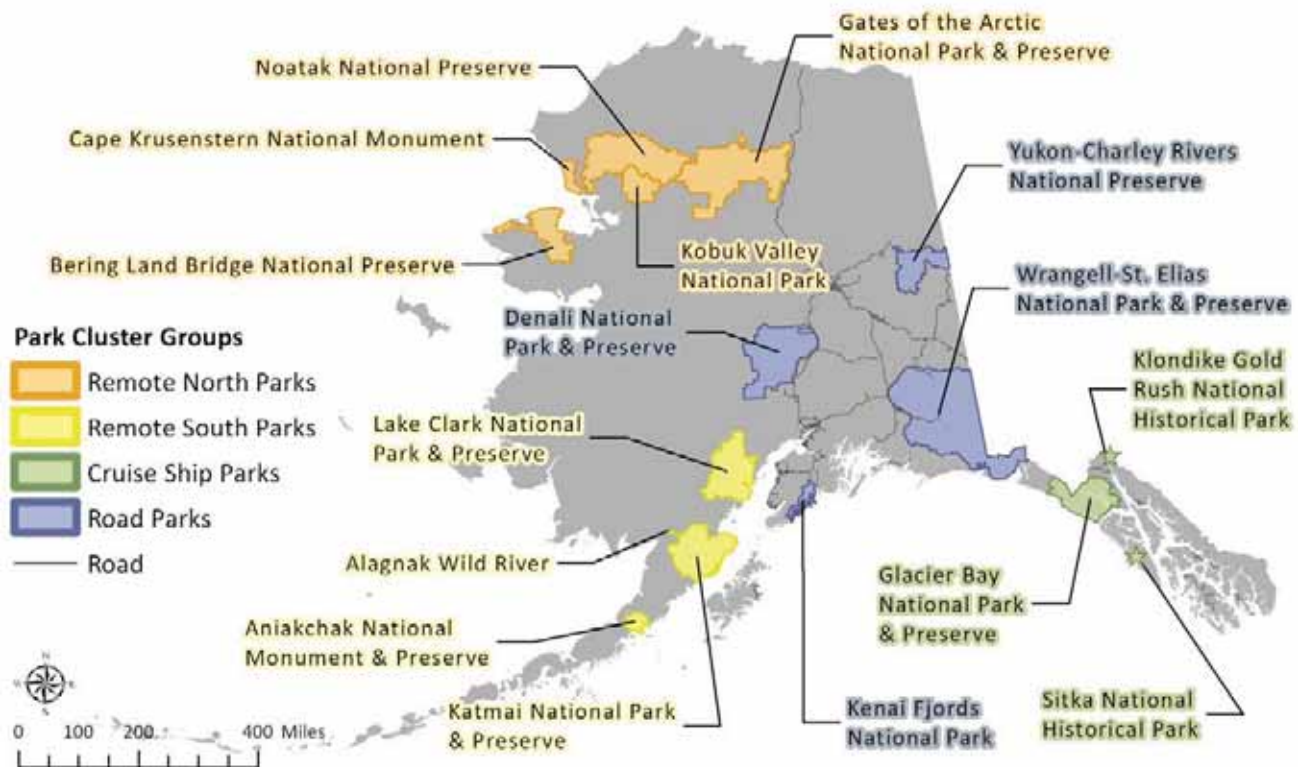 Gates of the Arctic
National Park & Preserve
Noatak National Preserve
Cape Krusenstern National Monument
Yukon-Charley Rivers
National Preserve
Kobuk Valley
National Park
Bering Land Bridge National Preserve
Wrangell-St. Elias
National Park & Preserve
Denali National
Park & Preserve
Klondike Gold
Rush National
Historical Park
Park Cluster Groups
Remote North Parks
Remote South Parks
Cruise Ship Parks
Road Parks
Road
Lake Clark National
Park & Preserve
Alagnak Wild River
Glacier Bay
National Park
& Preserve
Aniakchak National
Monument & Preserve
Katmai National Park
& Preserve
Kenai Fjords
National Park
Sitka National
Historical Park
N
S
0 100 200 400 Miles